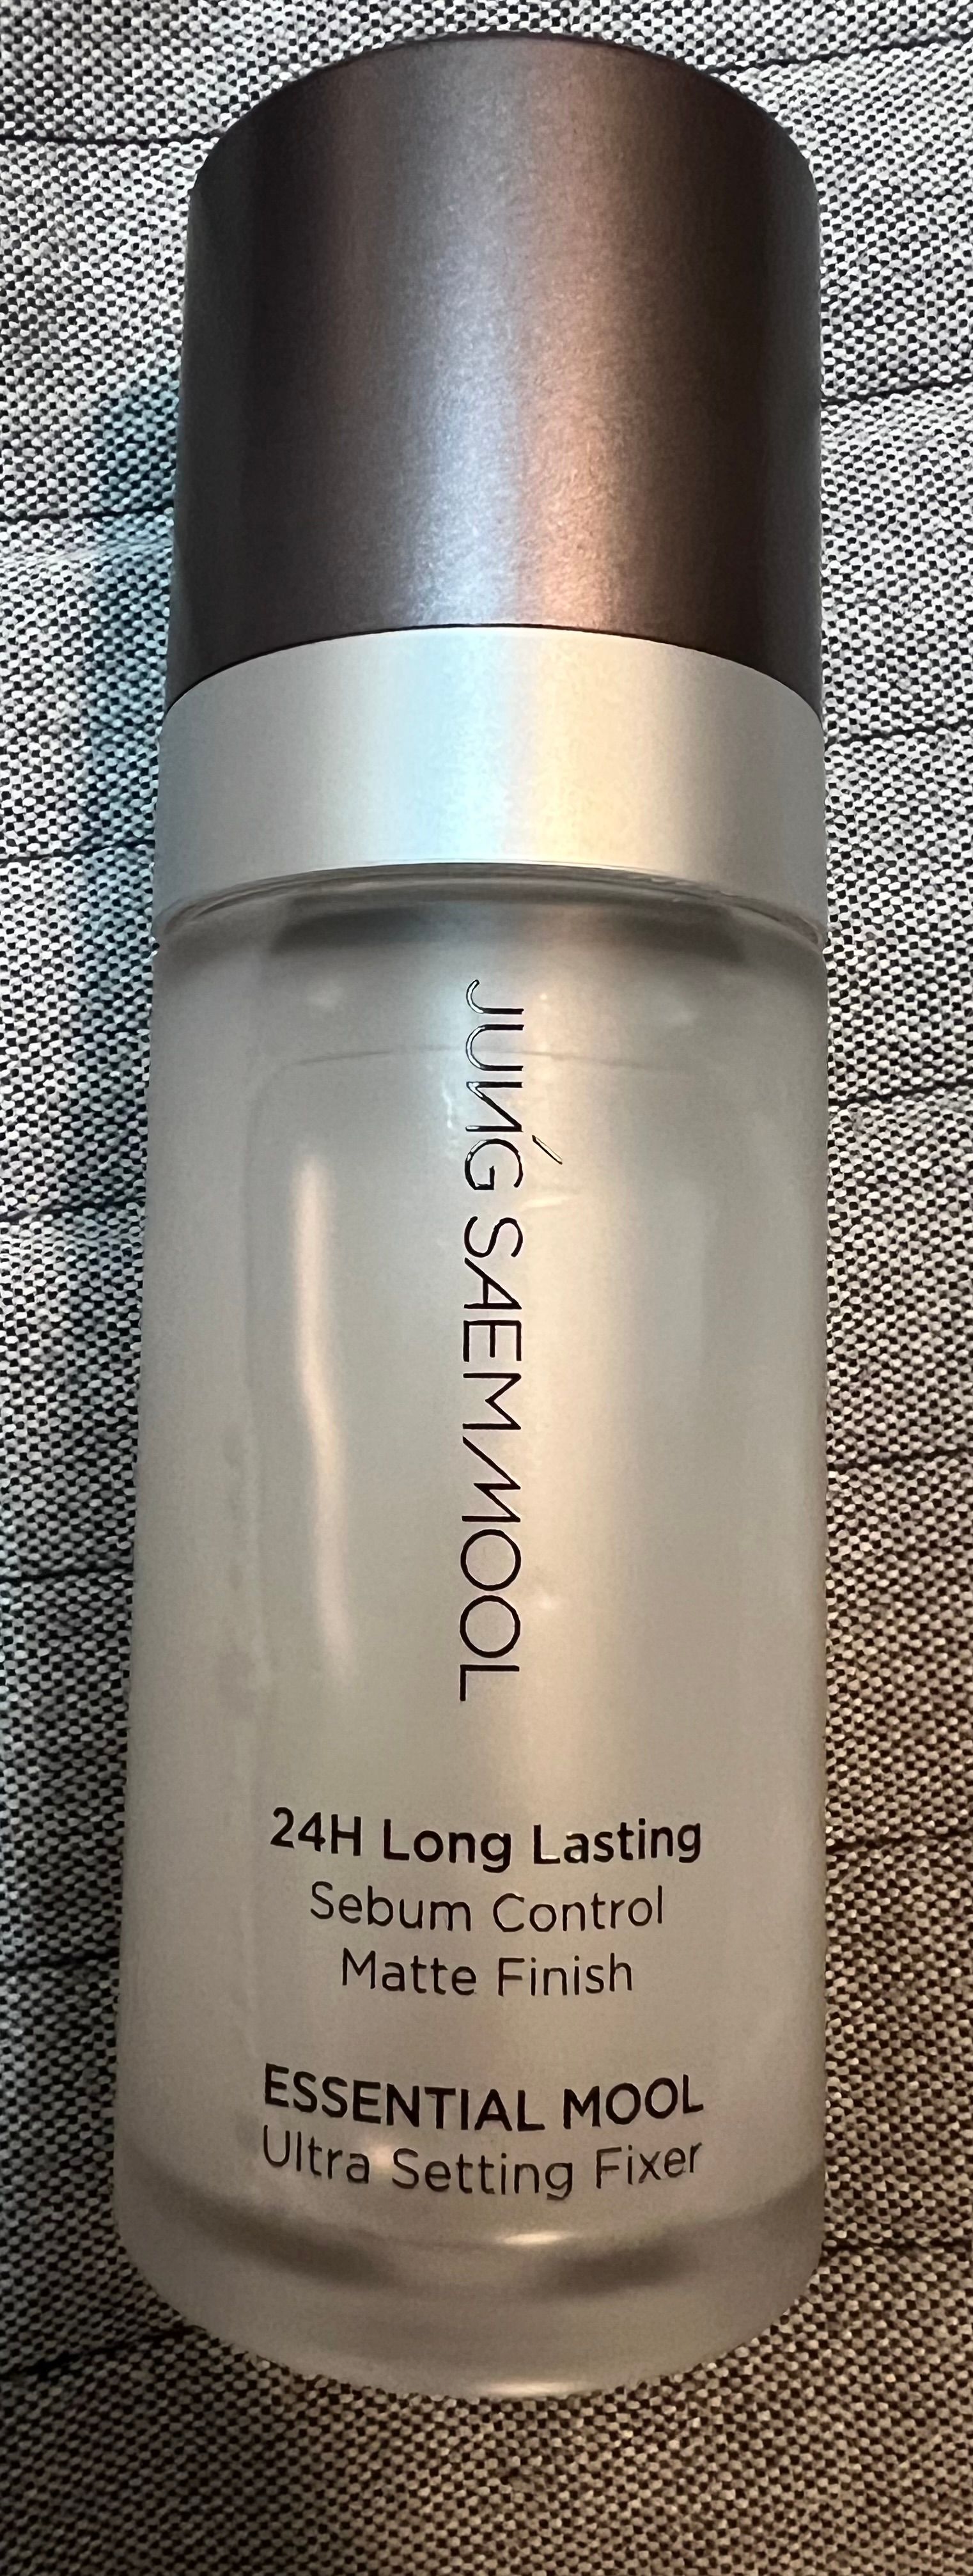 JUNG SAEMMOOL
24H Long Lasting
Sebum Control
Matte Finish
ESSENTIAL MOOL
Ultra Setting Fixer